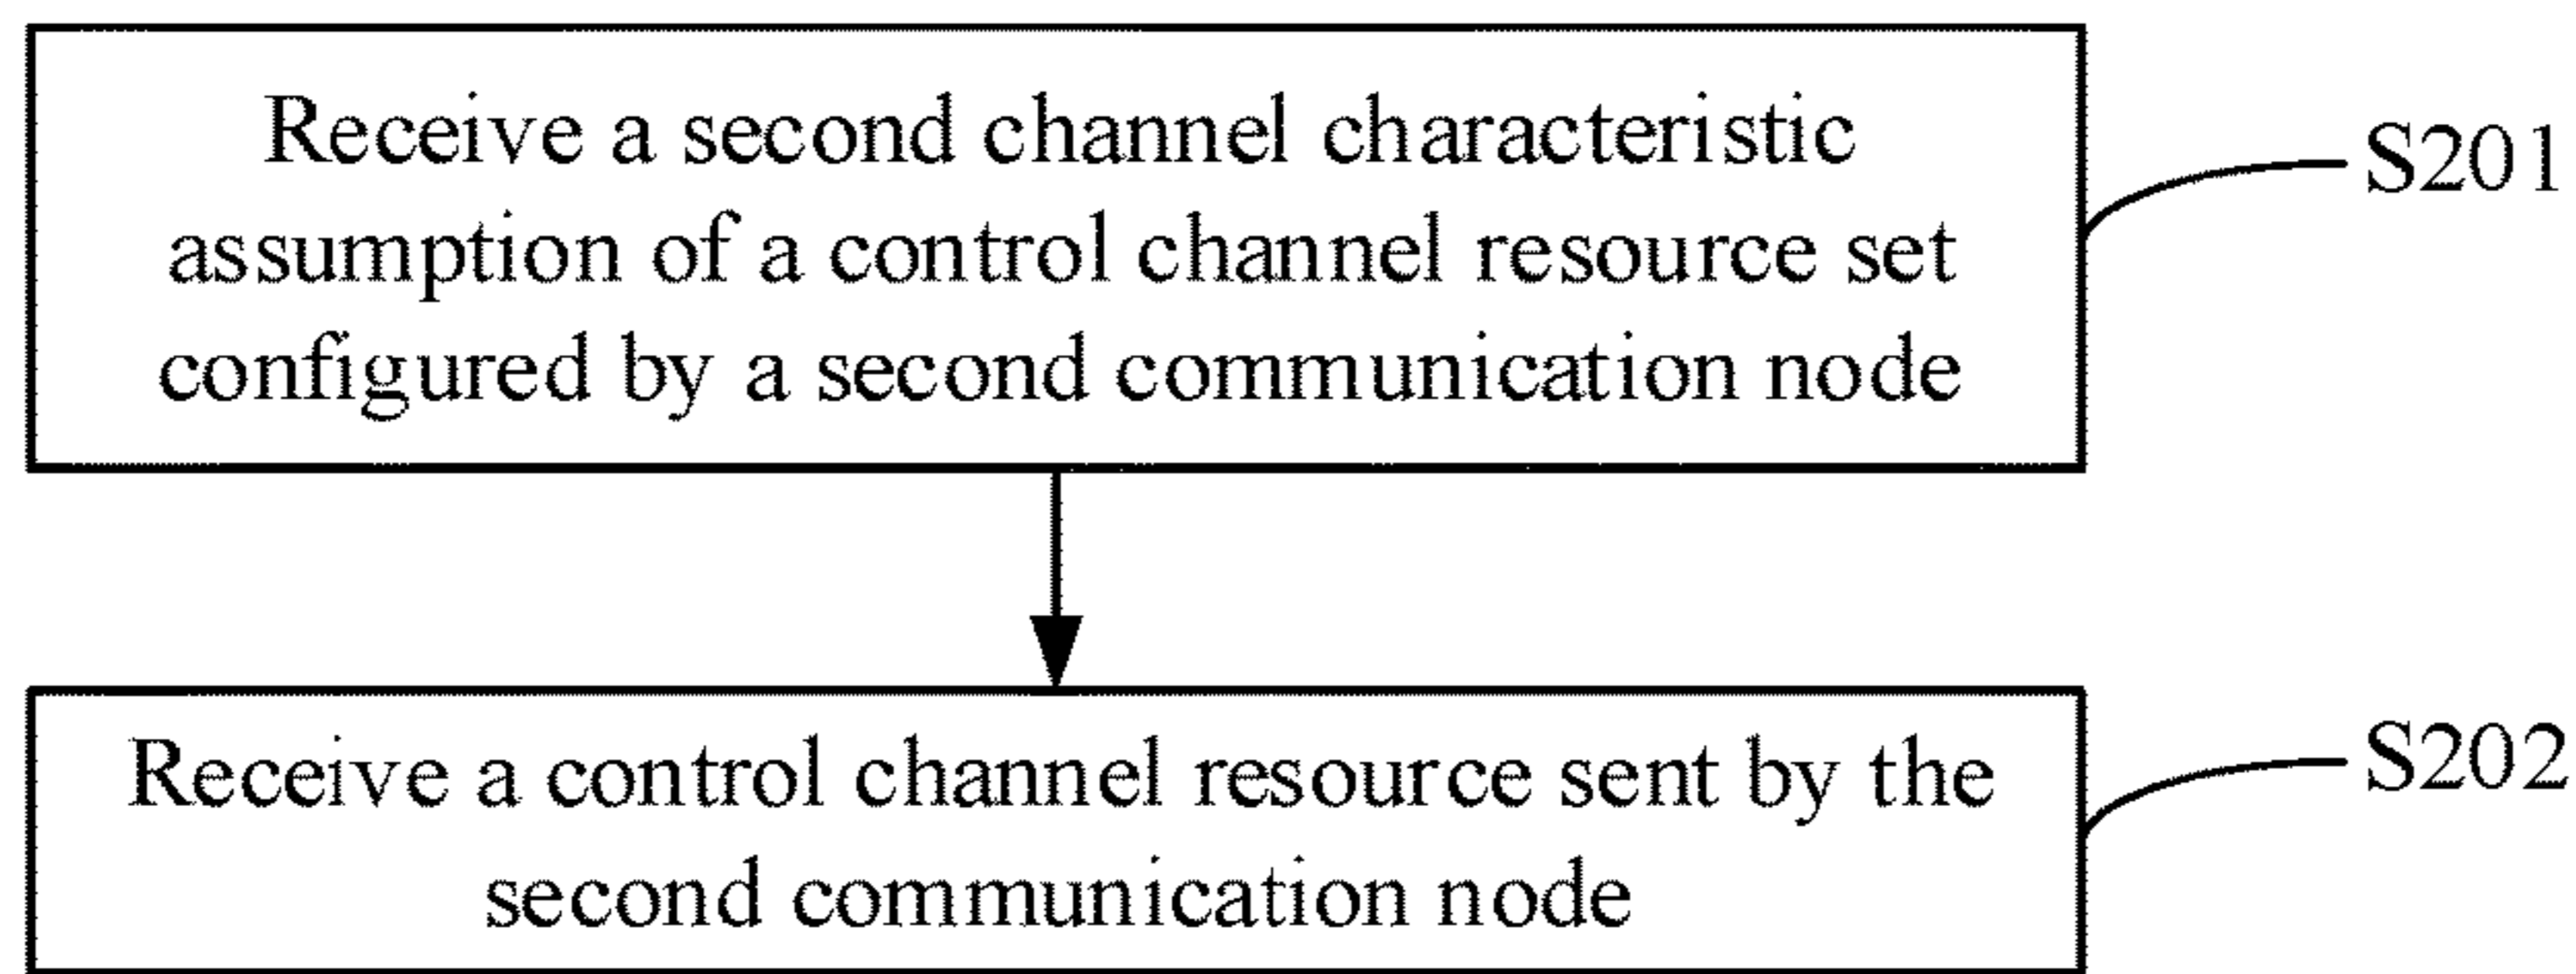 Receive a second channel characteristic
assumption of a control channel resource set
configured by a second communication node
S201
Receive a control channel resource sent by the
second communication node
S202